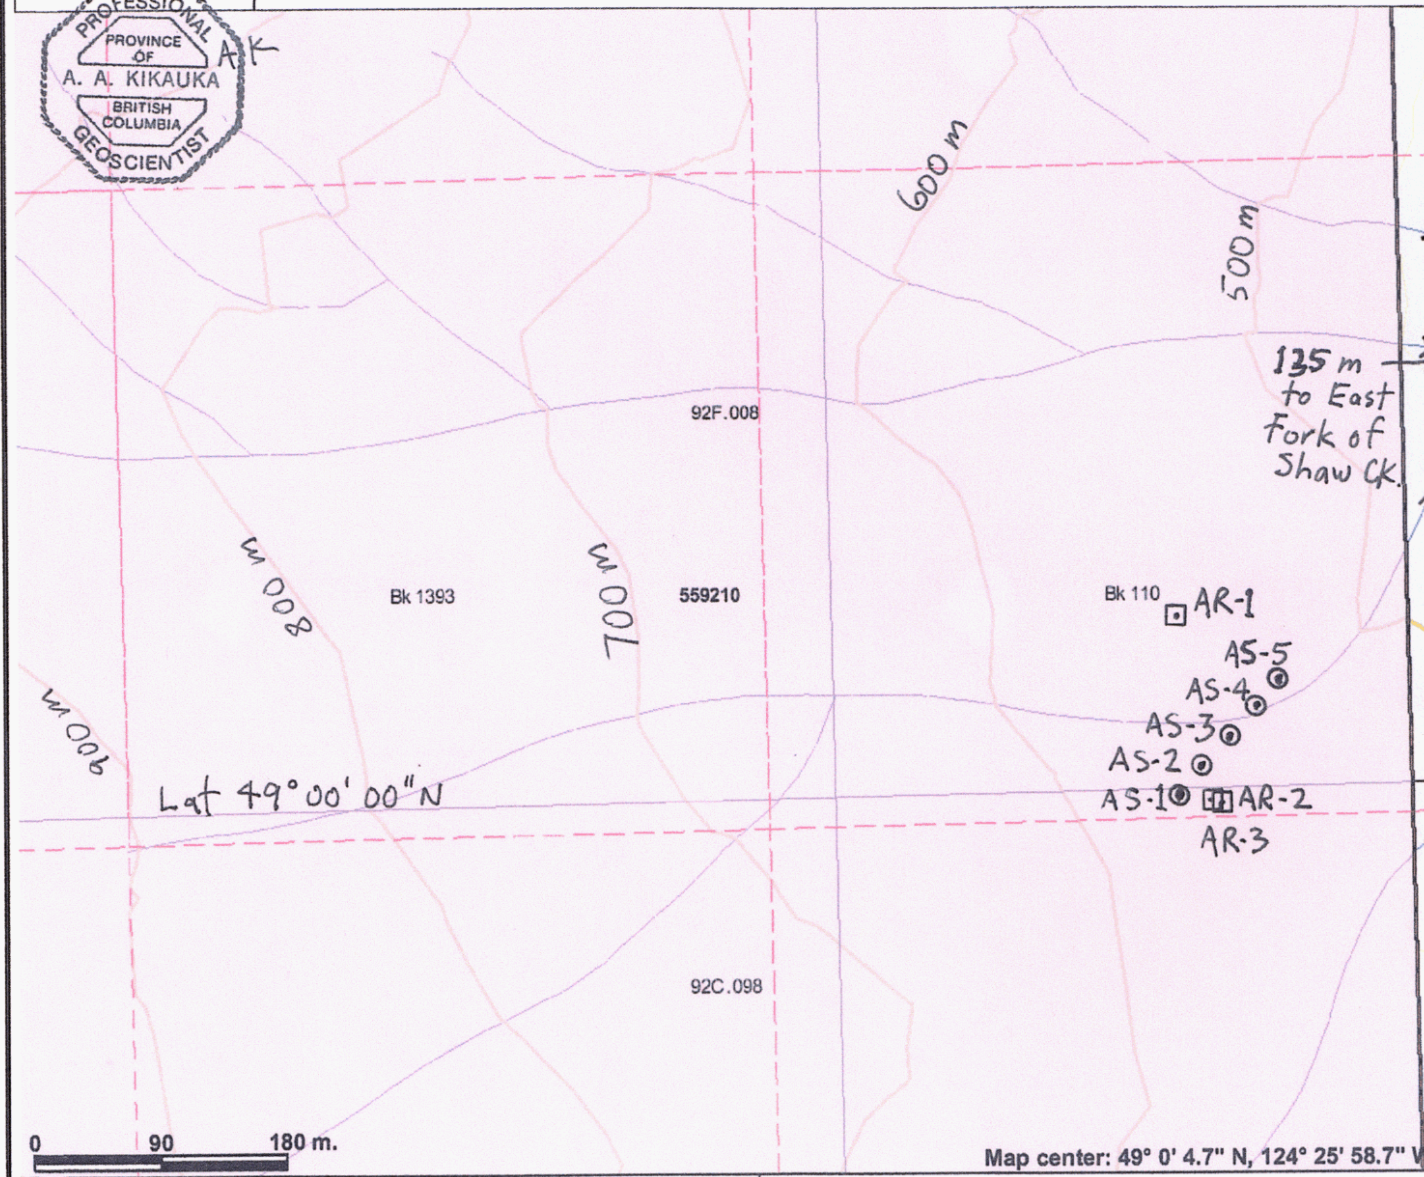 PROFESSIONAL
PROVINCE
OF
A. A. KIKAUKA
BRITISH
COLUMBIA
GEOSCIENTIST
AK
600 m
500 m
135 m
to East
Fork of
Shaw CK.
92F.008
800 m
Bk 1393
700 m
559210
Bk 110
AR-1
AS-5
AS-4
AS-3
AS-2
AS-1
AR-2
AR-3
900 m
Lat 49°00'00"N
92C.098
0 90 180 m.
Map center: 49° 0' 4.7" N, 124° 25' 58.7" W